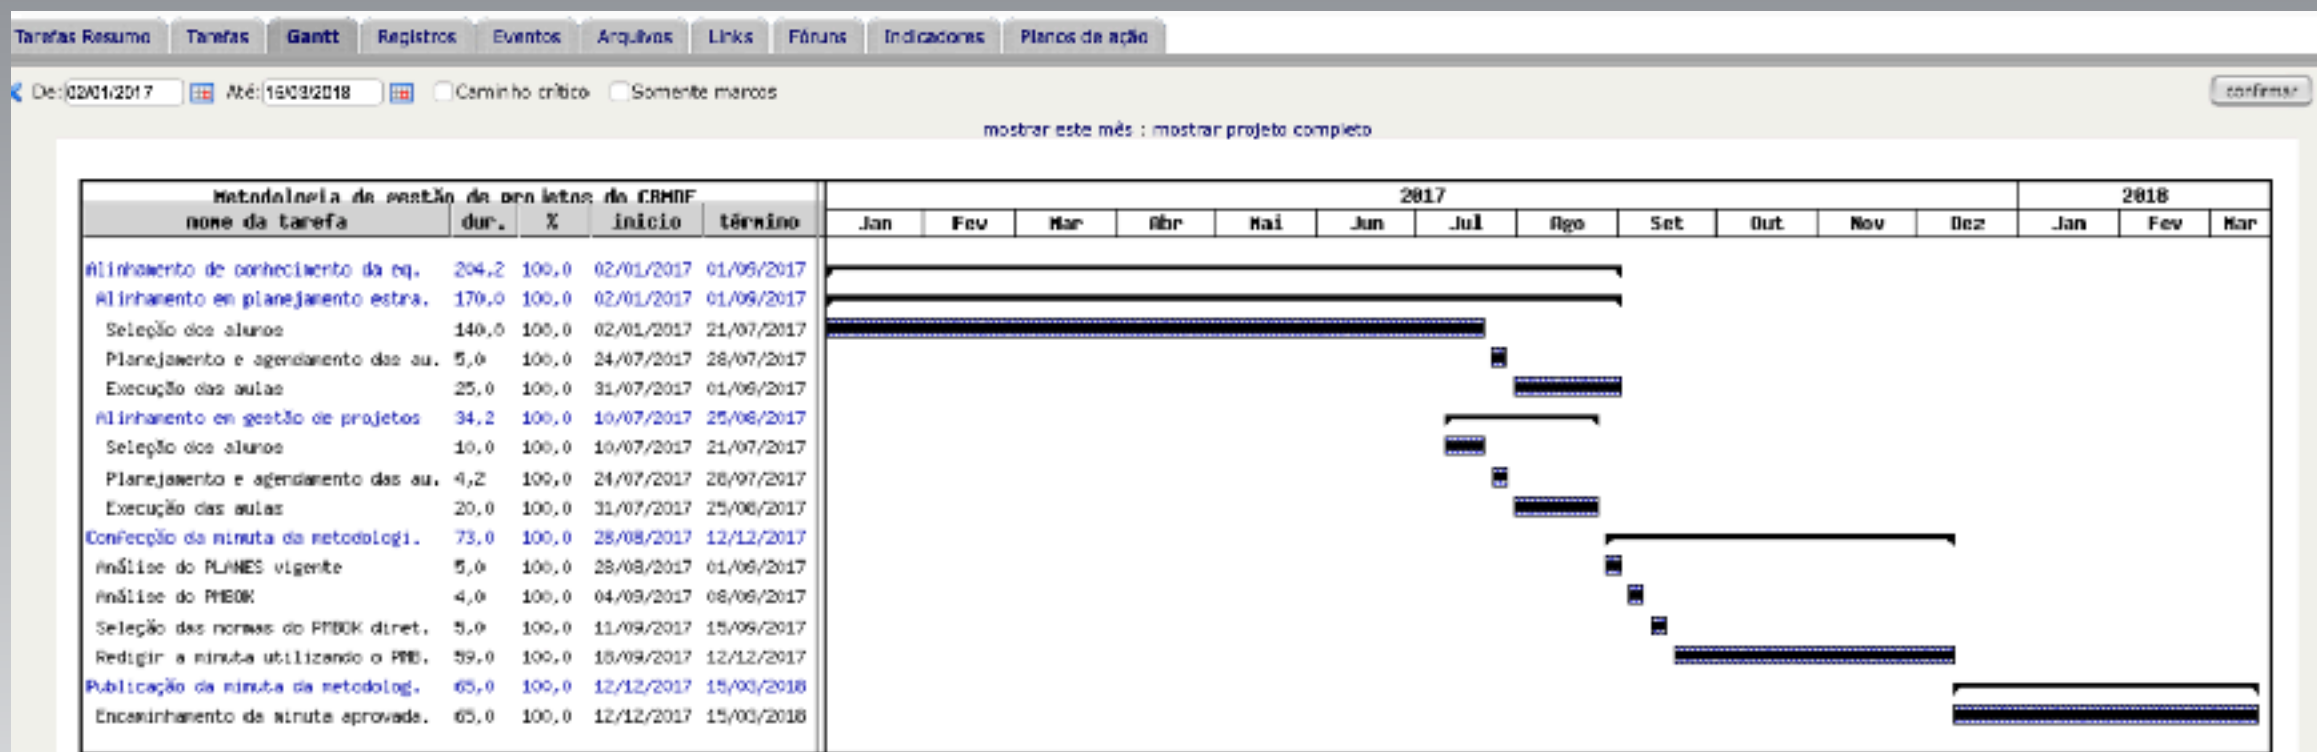 Tarefas Resumo Tarefas Gantt Registros Eventos Arquivos Links Fóruns Indicadores Planos de ação
De: 02/01/2017 Até: 16/03/2018 Caminho crítico Somente marcos confirmar
mostrar este mês : mostrar projeto completo
Metodologia de gestão de projetos do CBMDF 2017 2018
nome da tarefa dur. % início término Jan Fev Mar Abr Mai Jun Jul Ago Set Out Nov Dez Jan Fev Mar
Alinhamento de conhecimento da eq. 204,2 100,0 02/01/2017 01/09/2017
Alinhamento em planejamento estra. 170,0 100,0 02/01/2017 01/09/2017
Seleção dos alunos 140,0 100,0 02/01/2017 21/07/2017
Planejamento e agendamento das au. 5,0 100,0 24/07/2017 28/07/2017
Execução das aulas 25,0 100,0 31/07/2017 01/09/2017
Alinhamento em gestão de projetos 34,2 100,0 10/07/2017 25/08/2017
Seleção dos alunos 10,0 100,0 10/07/2017 21/07/2017
Planejamento e agendamento das au. 4,2 100,0 24/07/2017 28/07/2017
Execução das aulas 20,0 100,0 31/07/2017 25/08/2017
Confecção da minuta da metodologi. 73,0 100,0 28/08/2017 12/12/2017
Análise do PLANES vigente 5,0 100,0 28/08/2017 01/09/2017
Análise do PMBOK 4,0 100,0 04/09/2017 08/09/2017
Seleção das normas do PMBOK diret. 5,0 100,0 11/09/2017 15/09/2017
Redigir a minuta utilizando o PMB. 59,0 100,0 18/09/2017 12/12/2017
Publicação da minuta da metodolog. 65,0 100,0 12/12/2017 15/03/2018
Encaminhamento da minuta aprovada. 65,0 100,0 12/12/2017 15/03/2018